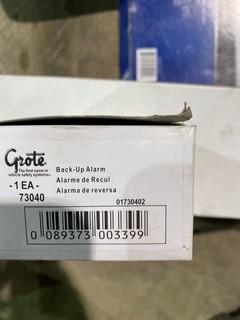 Grote
The first name in
vehicle safety systems™
-1 EA-
73040
Back-Up Alarm
Alarme de Recul
Alarma de reversa
01730402
0 089373 003399